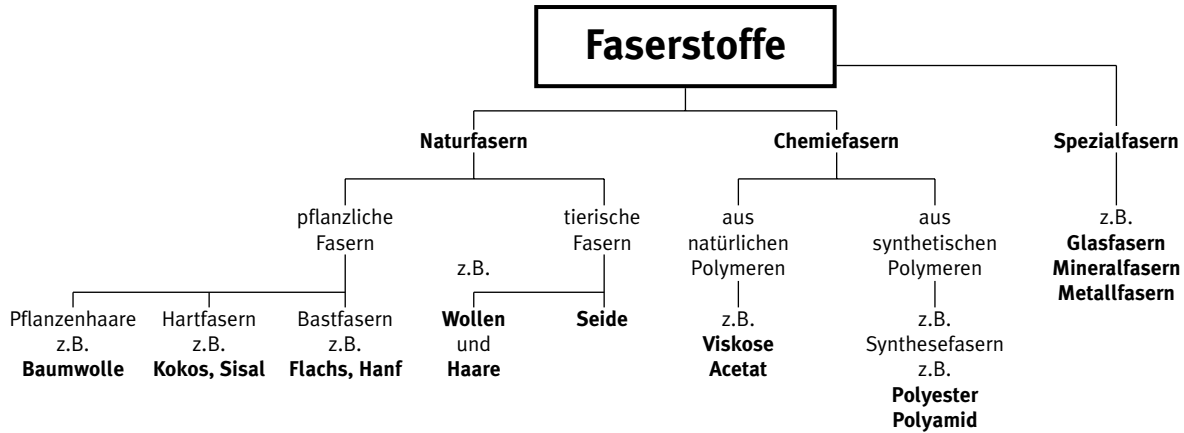 Faserstoffe
Naturfasern
Chemiefasern
Spezialfasern
pflanzliche
Fasern
tierische
Fasern
aus
natürlichen
Polymeren
aus
synthetischen
Polymeren
z.B.
Glasfasern
Mineralfasern
Metallfasern
z.B.
Pflanzenhaare
z.B.
Baumwolle
Hartfasern
z.B.
Kokos, Sisal
Bastfasern
z.B.
Flachs, Hanf
Wollen
und
Haare
Seide
z.B.
Viskose
Acetat
z.B.
Synthesefasern
z.B.
Polyester
Polyamid